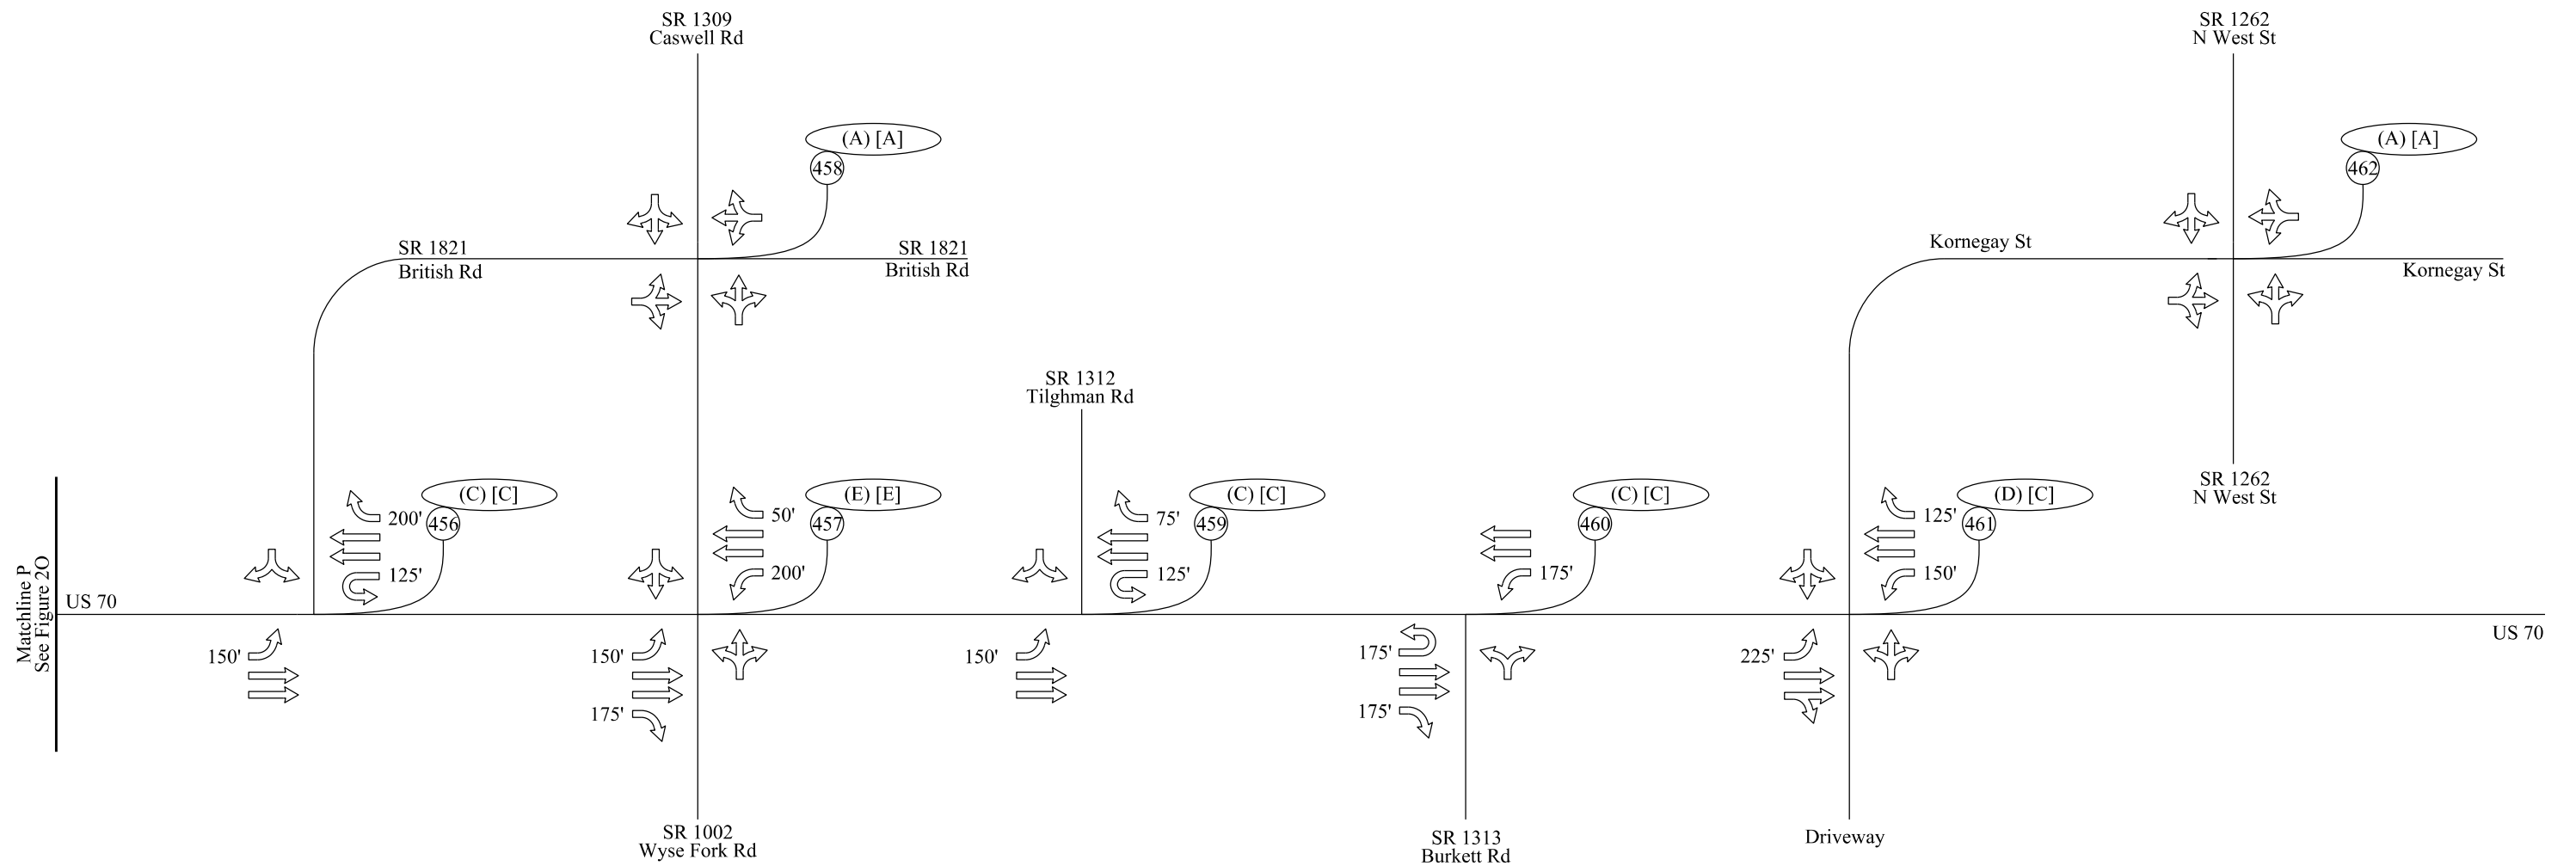 SR 1309
Caswell Rd
SR 1262
N West St
(A) [A]
458
(A) [A]
462
SR 1821
British Rd
SR 1821
British Rd
Kornegay St
Kornegay St
SR 1312
Tilghman Rd
SR 1262
N West St
Matchline P
See Figure 2O
US 70
(C) [C]
456
200'
125'
150'
(E) [E]
457
50'
200'
150'
175'
(C) [C]
459
75'
125'
150'
(C) [C]
460
175'
175'
175'
(D) [C]
461
125'
150'
225'
US 70
SR 1002
Wyse Fork Rd
SR 1313
Burkett Rd
Driveway